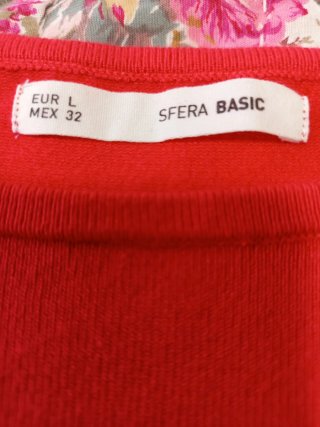 EUR L
MEX 32
SFERA BASIC